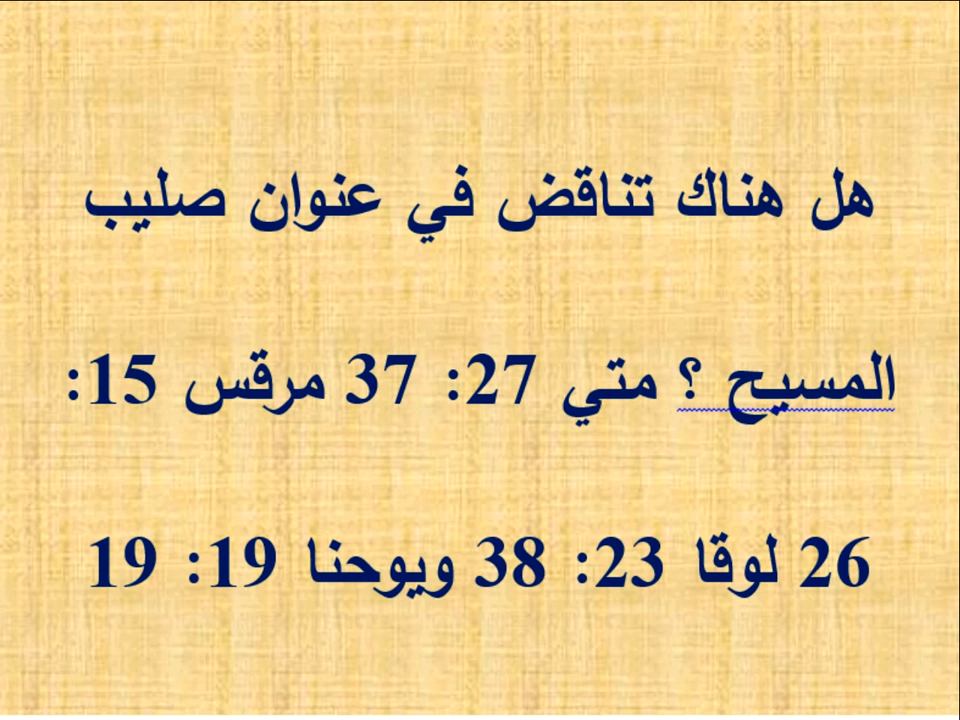 هل هناك تناقض في عنوان صليب
المسيح ؟ متي 27: 37 مرقس 15:
26 لوقا 23: 38 ويوحنا 19: 19